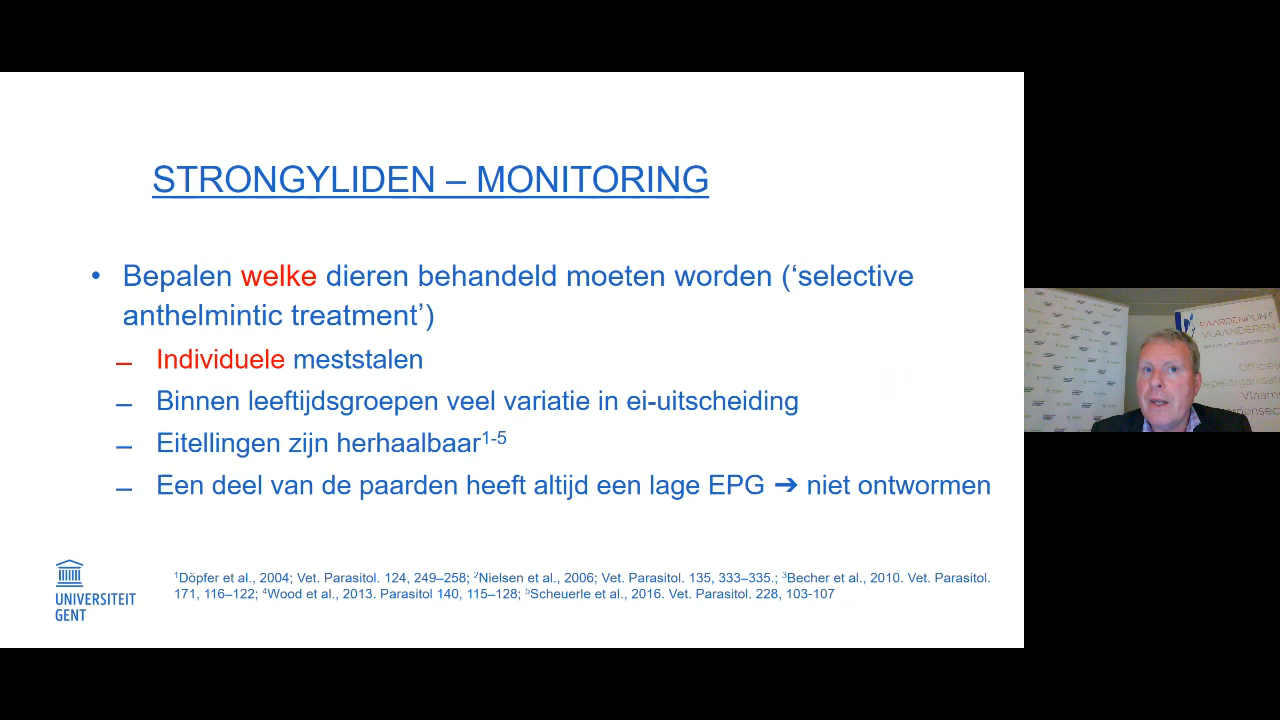 STRONGYLIDEN – MONITORING
• Bepalen welke dieren behandeld moeten worden (‘selective
anthelmintic treatment’)
– Individuele meststalen
– Binnen leeftijdsgroepen veel variatie in ei-uitscheiding
– Eitellingen zijn herhaalbaar1-5
– Een deel van de paarden heeft altijd een lage EPG ➔ niet ontwormen
1Döpfer et al., 2004; Vet. Parasitol. 124, 249–258; 2Nielsen et al., 2006; Vet. Parasitol. 135, 333–335.; 3Becher et al., 2010. Vet. Parasitol.
171, 116–122; 4Wood et al., 2013. Parasitol 140, 115–128; 5Scheuerle et al., 2016. Vet. Parasitol. 228, 103-107
UNIVERSITEIT
GENT
PAARDENPUNT
VLAANDEREN